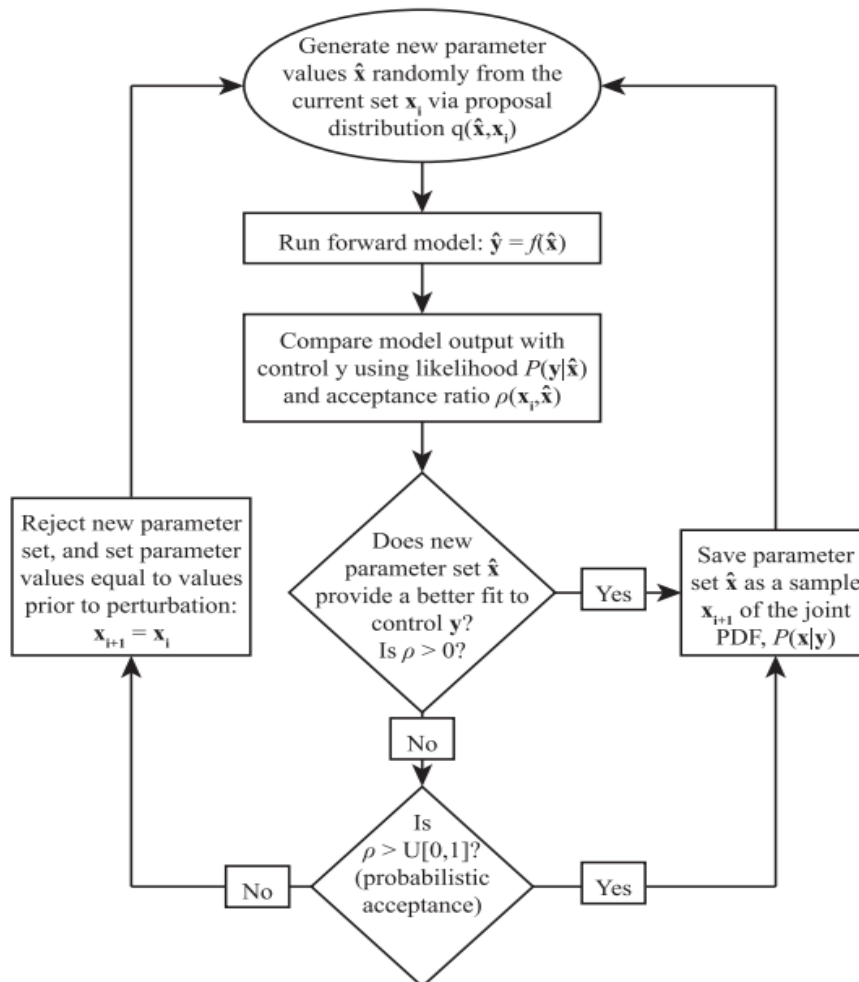 Generate new parameter
values x̂ randomly from the
current set xᵢ via proposal
distribution q(x̂,xᵢ)
Run forward model: ŷ = f(x̂)
Compare model output with
control y using likelihood P(y|x̂)
and acceptance ratio ρ(xᵢ,x̂)
Reject new parameter
set, and set parameter
values equal to values
prior to perturbation:
xᵢ₊₁ = xᵢ
Does new
parameter set x̂
provide a better fit to
control y?
Is ρ > 0?
Yes
Save parameter
set x̂ as a sample
xᵢ₊₁ of the joint
PDF, P(x|y)
No
Is
ρ > U[0,1]?
(probabilistic
acceptance)
No
Yes